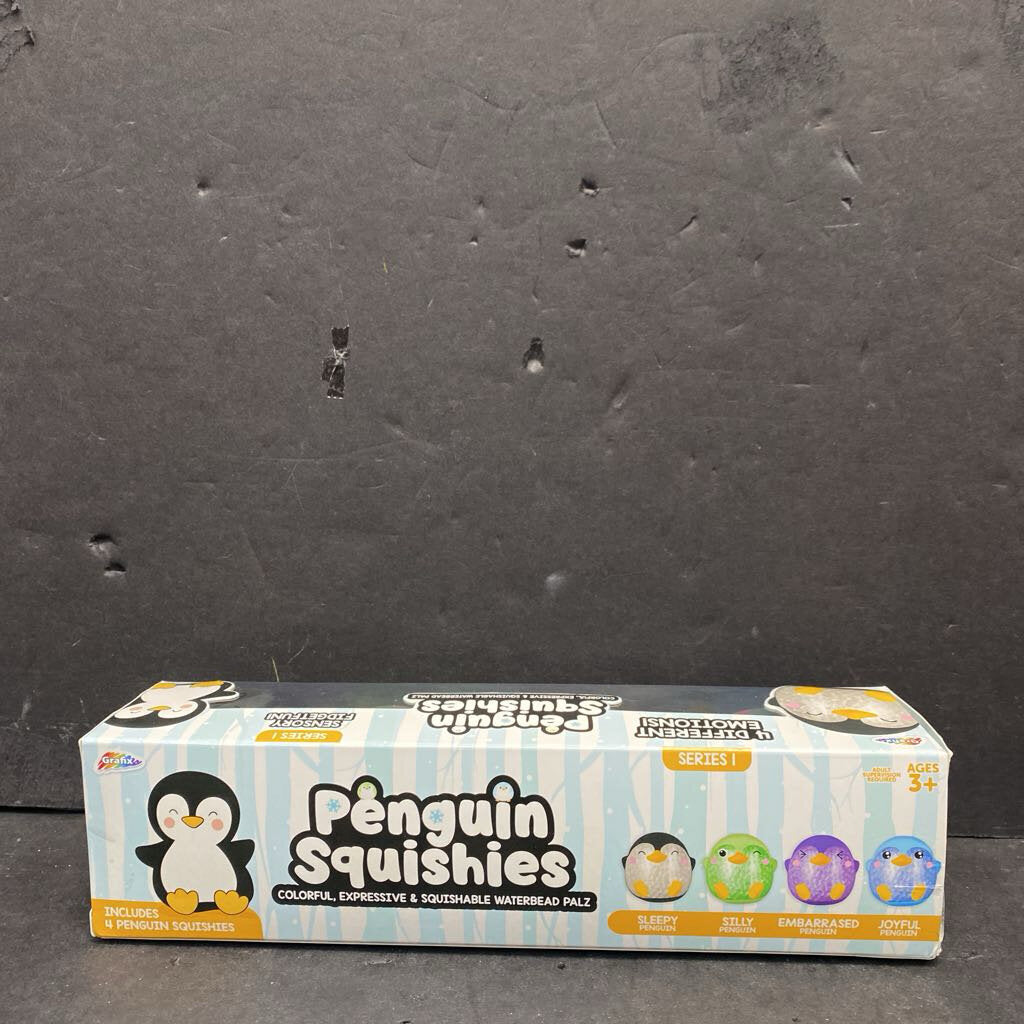 COLORFUL, EXPRESSIVE & SQUISHABLE WATERBEAD PALZ
Penguin
Squishies
SENSORY
FIDGETFUN!
SERIES 1
4 DIFFERENT
EMOTIONS!
Grafix
SERIES 1
ADULT
SUPERVISION
REQUIRED
AGES
3+
Penguin
Squishies
COLORFUL, EXPRESSIVE & SQUISHABLE WATERBEAD PALZ
INCLUDES
4 PENGUIN SQUISHIES
SLEEPY
PENGUIN
SILLY
PENGUIN
EMBARRASED
PENGUIN
JOYFUL
PENGUIN